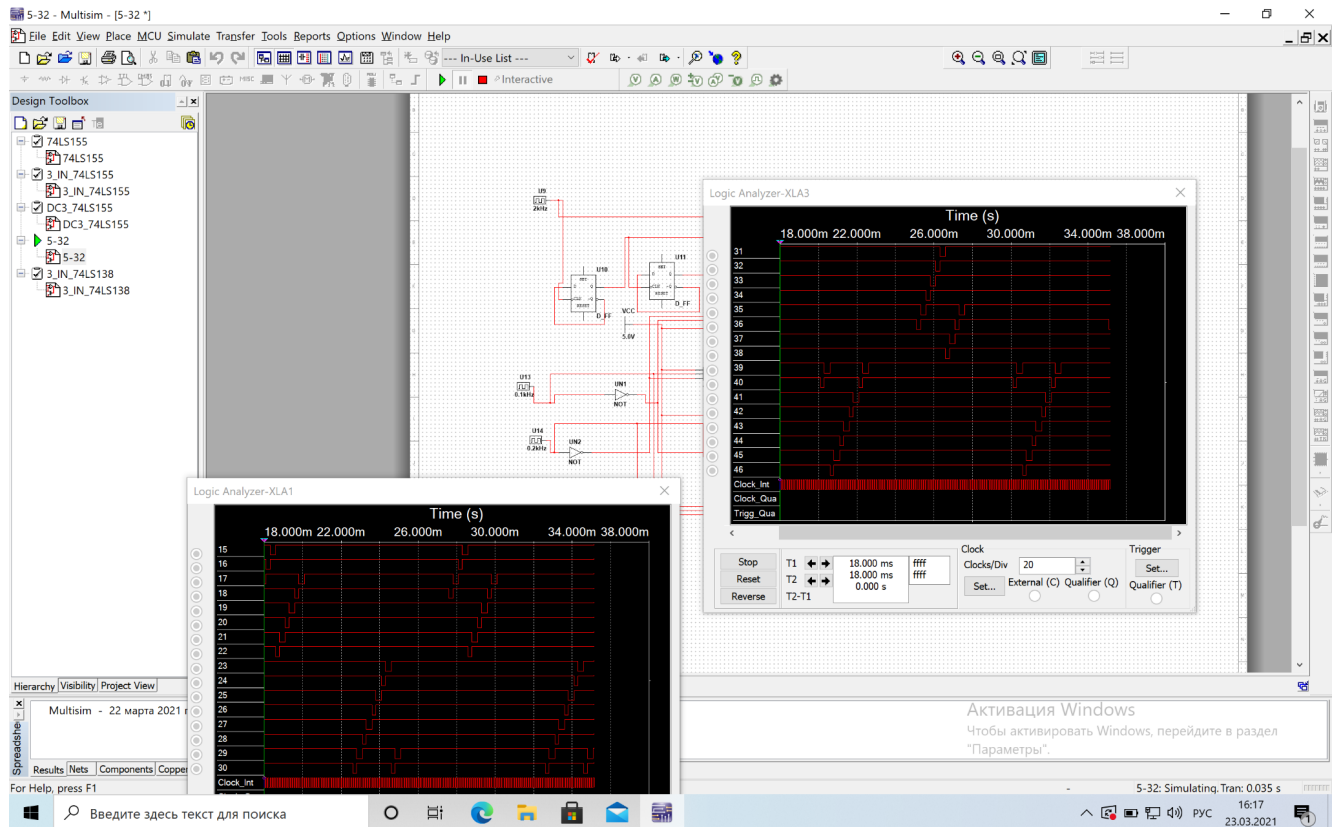 5-32 - Multisim - [5-32 *]
File Edit View Place MCU Simulate Transfer Tools Reports Options Window Help
--- In-Use List ---
Interactive
Design Toolbox
74LS155
74LS155
3_IN_74LS155
3_IN_74LS155
DC3_74LS155
DC3_74LS155
5-32
5-32
3_IN_74LS138
3_IN_74LS138
Hierarchy Visibility Project View
U9
2kHz
U10
SET
D Q
CLK ~Q
RESET
D_FF
U11
SET
D Q
CLK ~Q
RESET
D_FF
VCC
5.0V
U13
0.1kHz
UN1
NOT
U14
0.2kHz
UN2
NOT
Logic Analyzer-XLA3
Time (s)
18.000m 22.000m 26.000m 30.000m 34.000m 38.000m
31
32
33
34
35
36
37
38
39
40
41
42
43
44
45
46
Clock_Int
Clock_Qua
Trigg_Qua
Stop
Reset
Reverse
T1
T2
T2-T1
18.000 ms
18.000 ms
0.000 s
ffff
ffff
Clock
Clocks/Div 20
Set... External (C) Qualifier (Q)
Trigger
Set...
Qualifier (T)
Logic Analyzer-XLA1
Time (s)
18.000m 22.000m 26.000m 30.000m 34.000m 38.000m
15
16
17
18
19
20
21
22
23
24
25
26
27
28
29
30
Clock_Int
Spreadshee
Multisim - 22 марта 2021 г
Results Nets Components Copper
Активация Windows
Чтобы активировать Windows, перейдите в раздел
"Параметры".
For Help, press F1
5-32: Simulating. Tran: 0.035 s
Введите здесь текст для поиска
РУС
16:17
23.03.2021
1